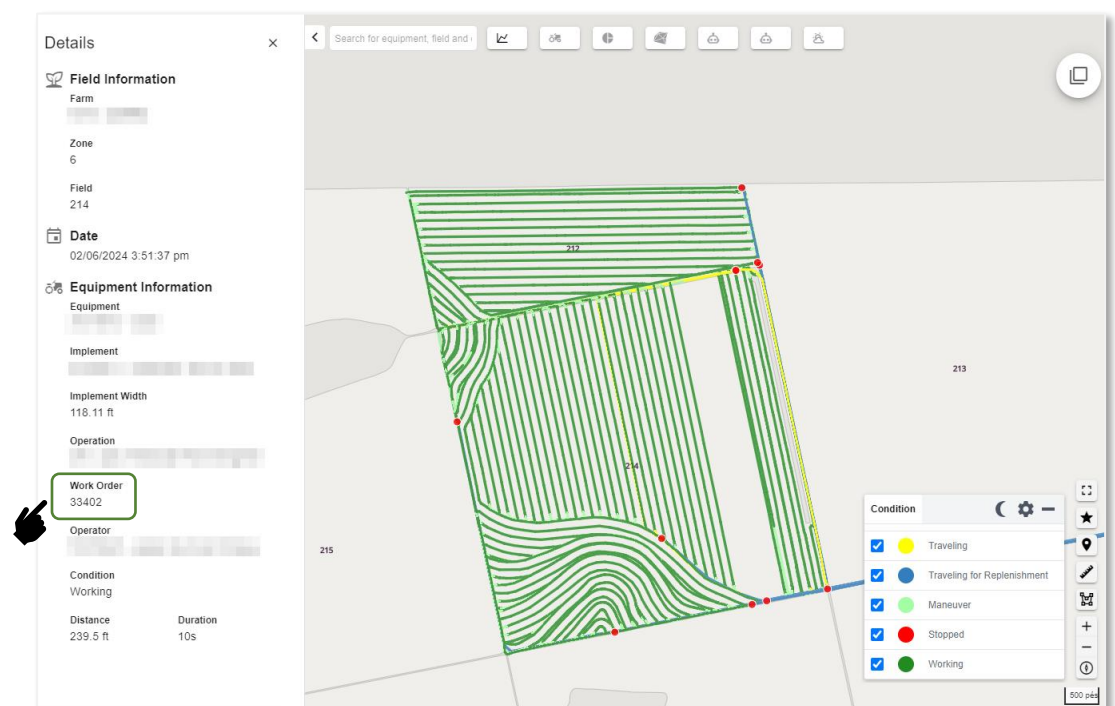 Details
Field Information
Farm
Zone
6
Field
214
Date
02/06/2024 3:51:37 pm
Equipment Information
Equipment
Implement
Implement Width
118.11 ft
Operation
Work Order
33402
Operator
Condition
Working
Distance Duration
239.5 ft 10s
Search for equipment, field and
212
213
214
215
Condition
Traveling
Traveling for Replenishment
Maneuver
Stopped
Working
500 pés